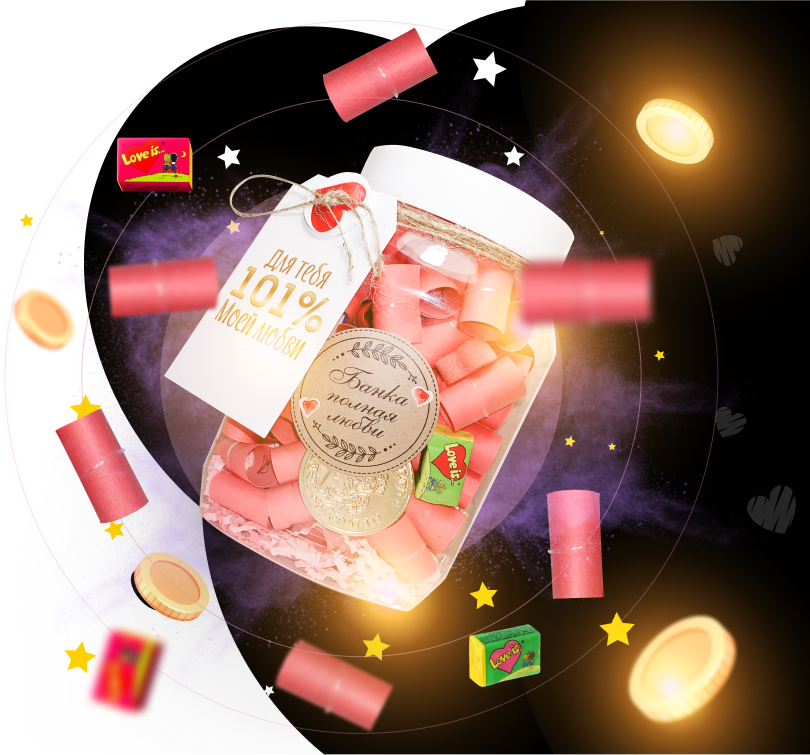 Love is...
Для тебя
101%
Моей любви
Банка
полная
любви
Love is..
Love is..